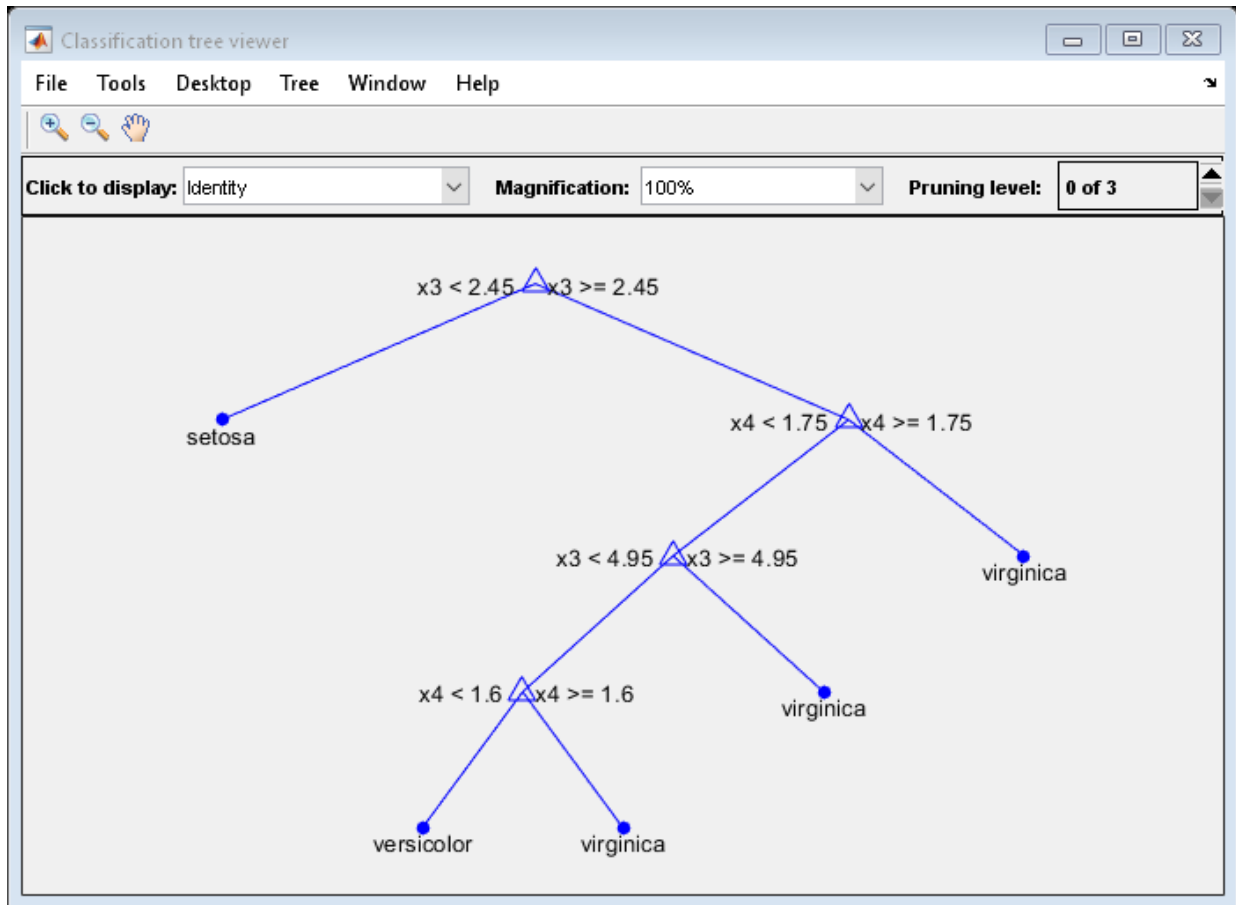 Classification tree viewer
File Tools Desktop Tree Window Help
Click to display: Identity Magnification: 100% Pruning level: 0 of 3
x3 < 2.45 x3 >= 2.45
setosa
x4 < 1.75 x4 >= 1.75
x3 < 4.95 x3 >= 4.95
virginica
x4 < 1.6 x4 >= 1.6
virginica
versicolor virginica